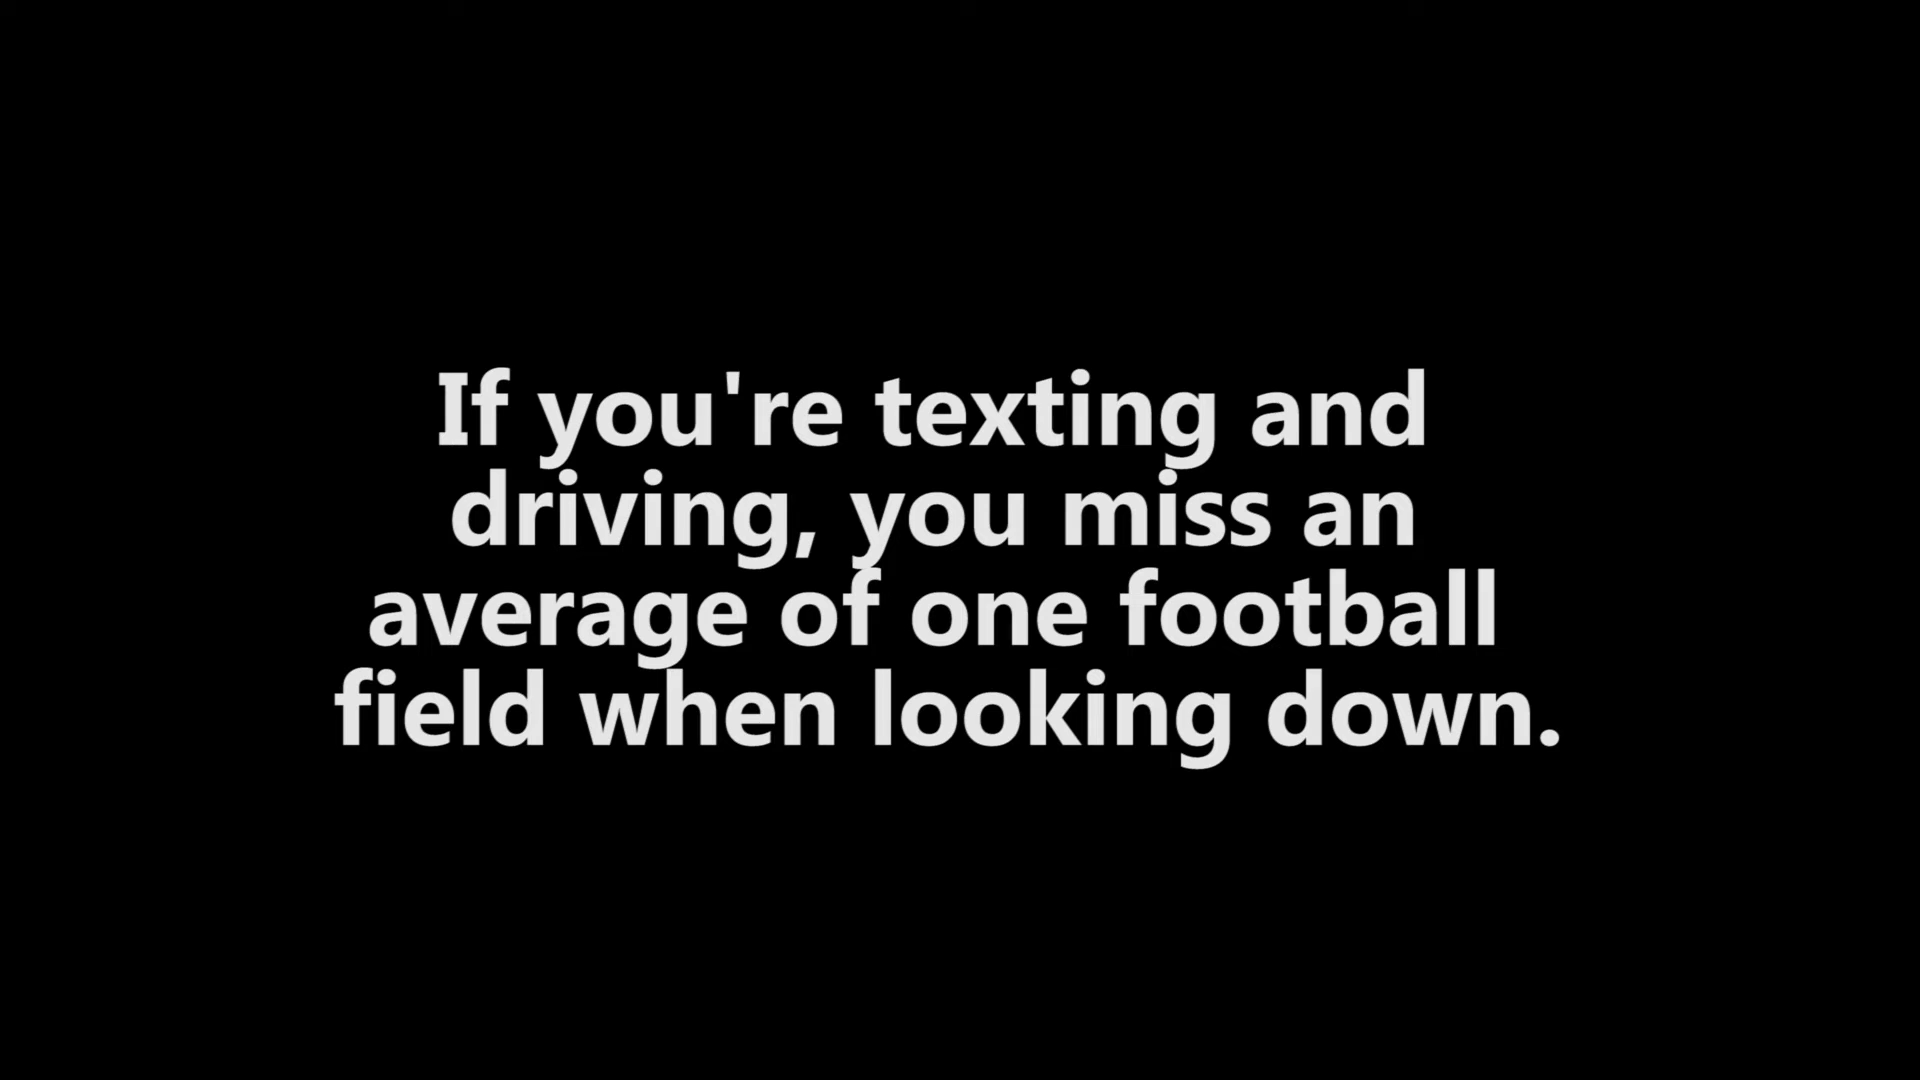 If you're texting and
driving, you miss an
average of one football
field when looking down.